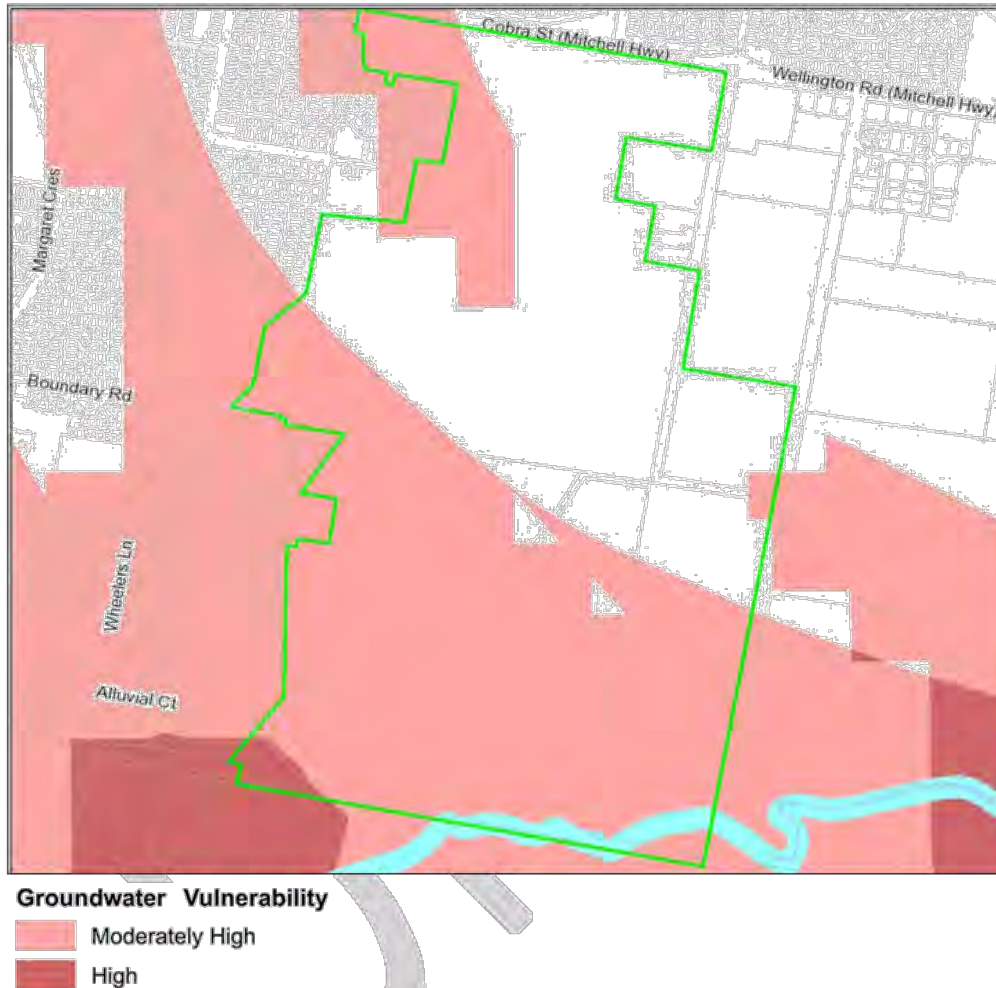 Cobra St (Mitchell Hwy)
Wellington Rd (Mitchell Hwy)
Margaret Cres
Boundary Rd
Wheelers Ln
Alluvial Ct
Groundwater Vulnerability
Moderately High
High